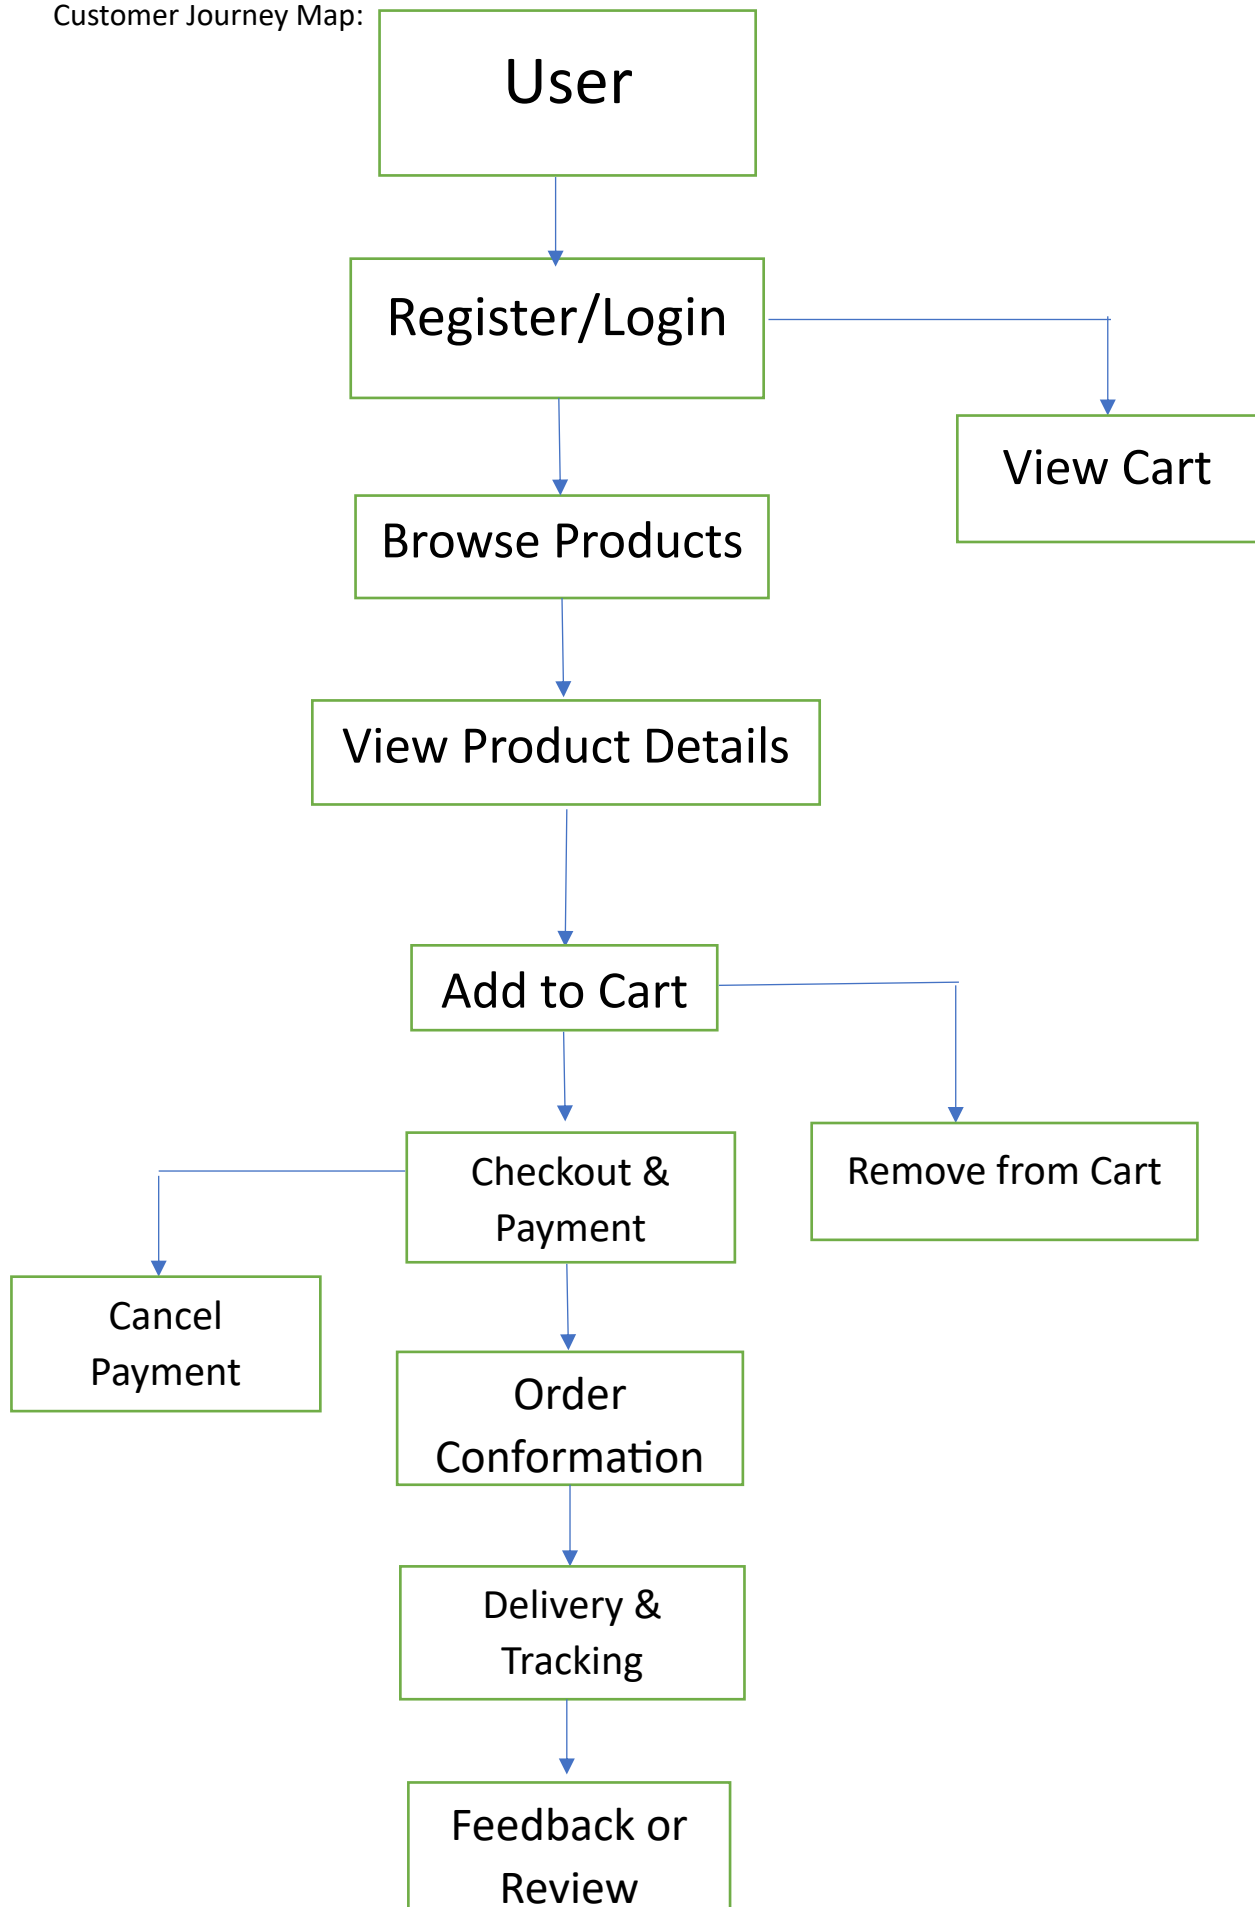 Customer Journey Map:
User
Register/Login
View Cart
Browse Products
View Product Details
Add to Cart
Checkout &
Payment
Remove from Cart
Cancel
Payment
Order
Conformation
Delivery &
Tracking
Feedback or
Review